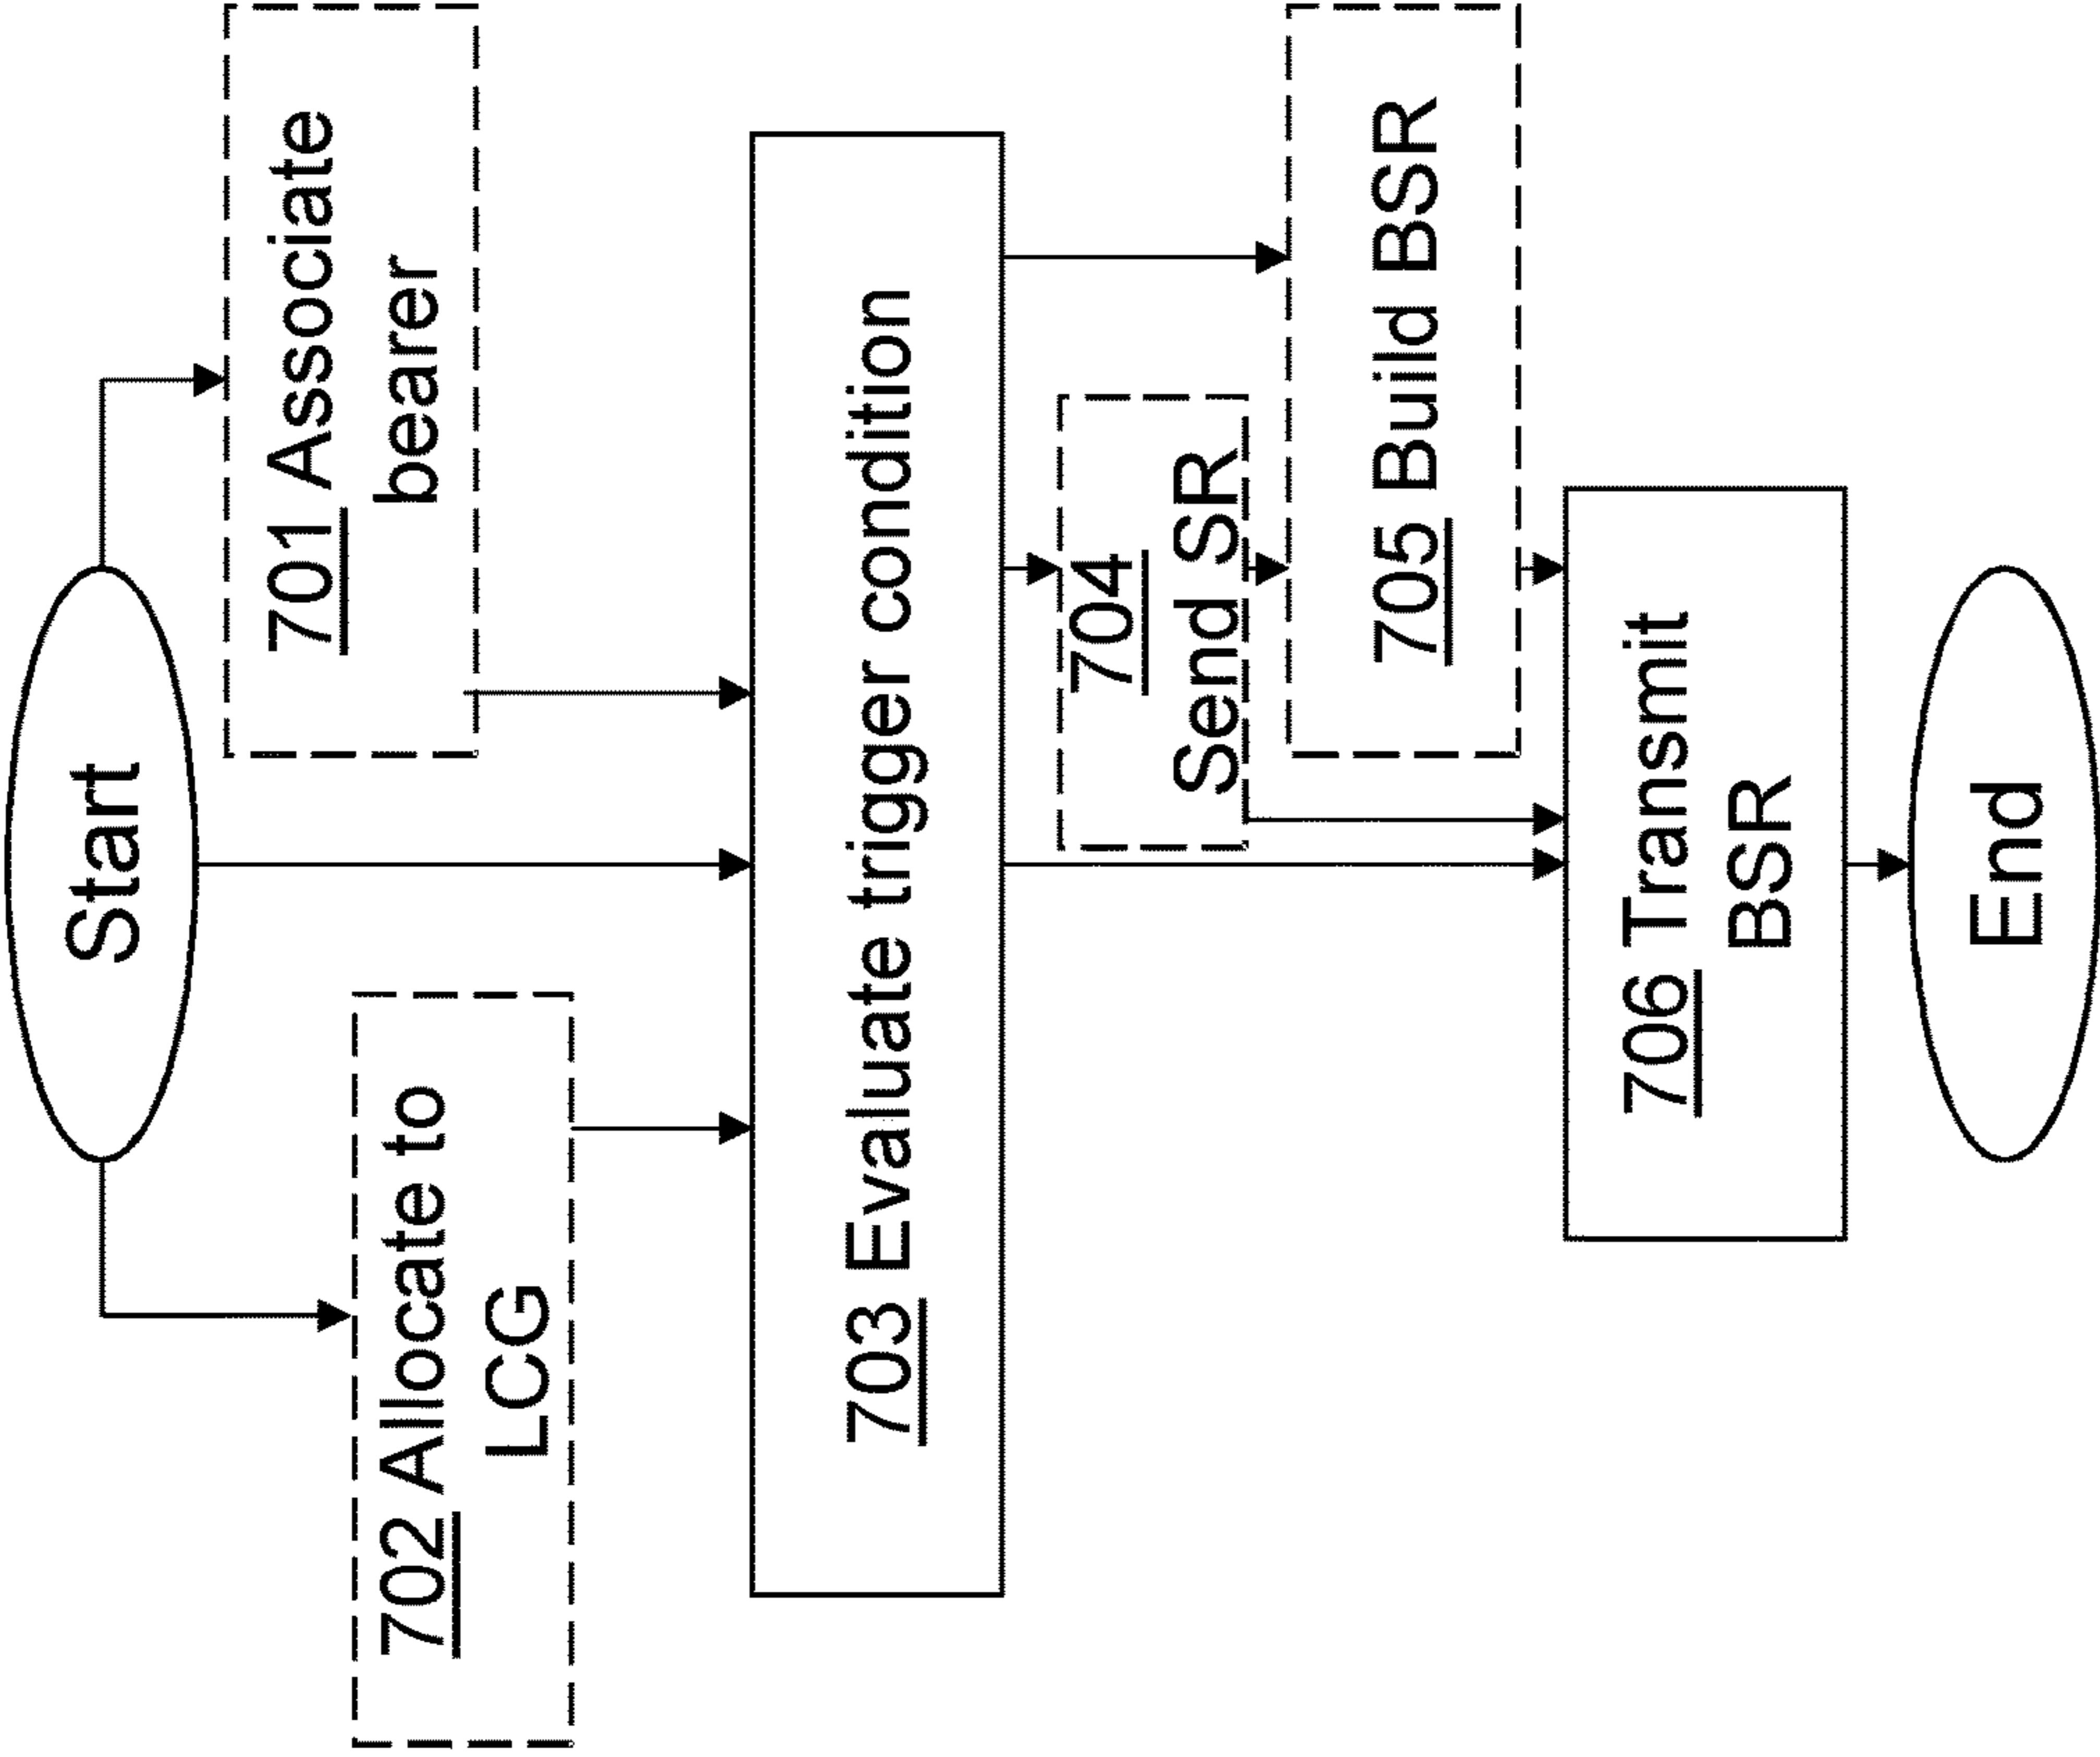 Start
701 Associate
bearer
702 Allocate to
LCG
703 Evaluate trigger condition
704
Send SR
705 Build BSR
706 Transmit
BSR
End